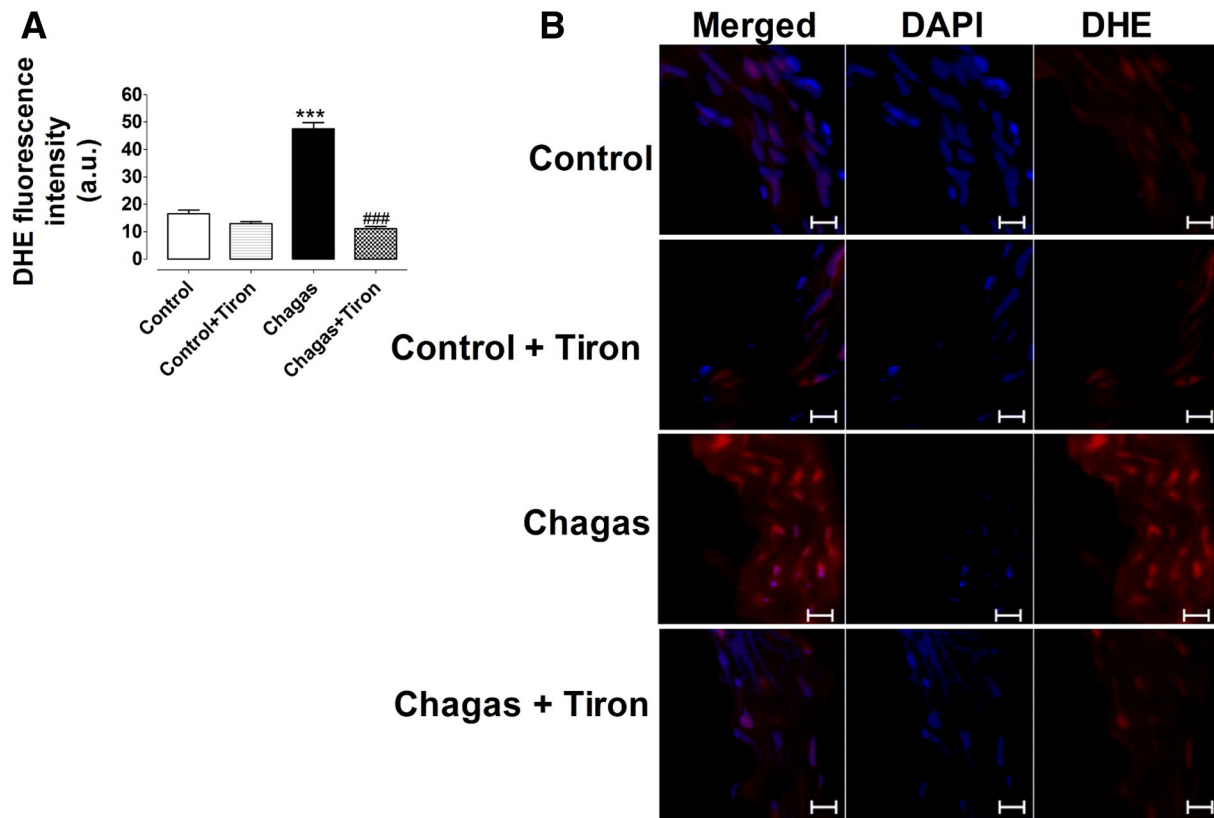 A
DHE fluorescence
intensity
(a.u.)
60
50
40
30
20
10
0
***
###
Control
Control+Tiron
Chagas
Chagas+Tiron
B
Merged DAPI DHE
Control
Control + Tiron
Chagas
Chagas + Tiron